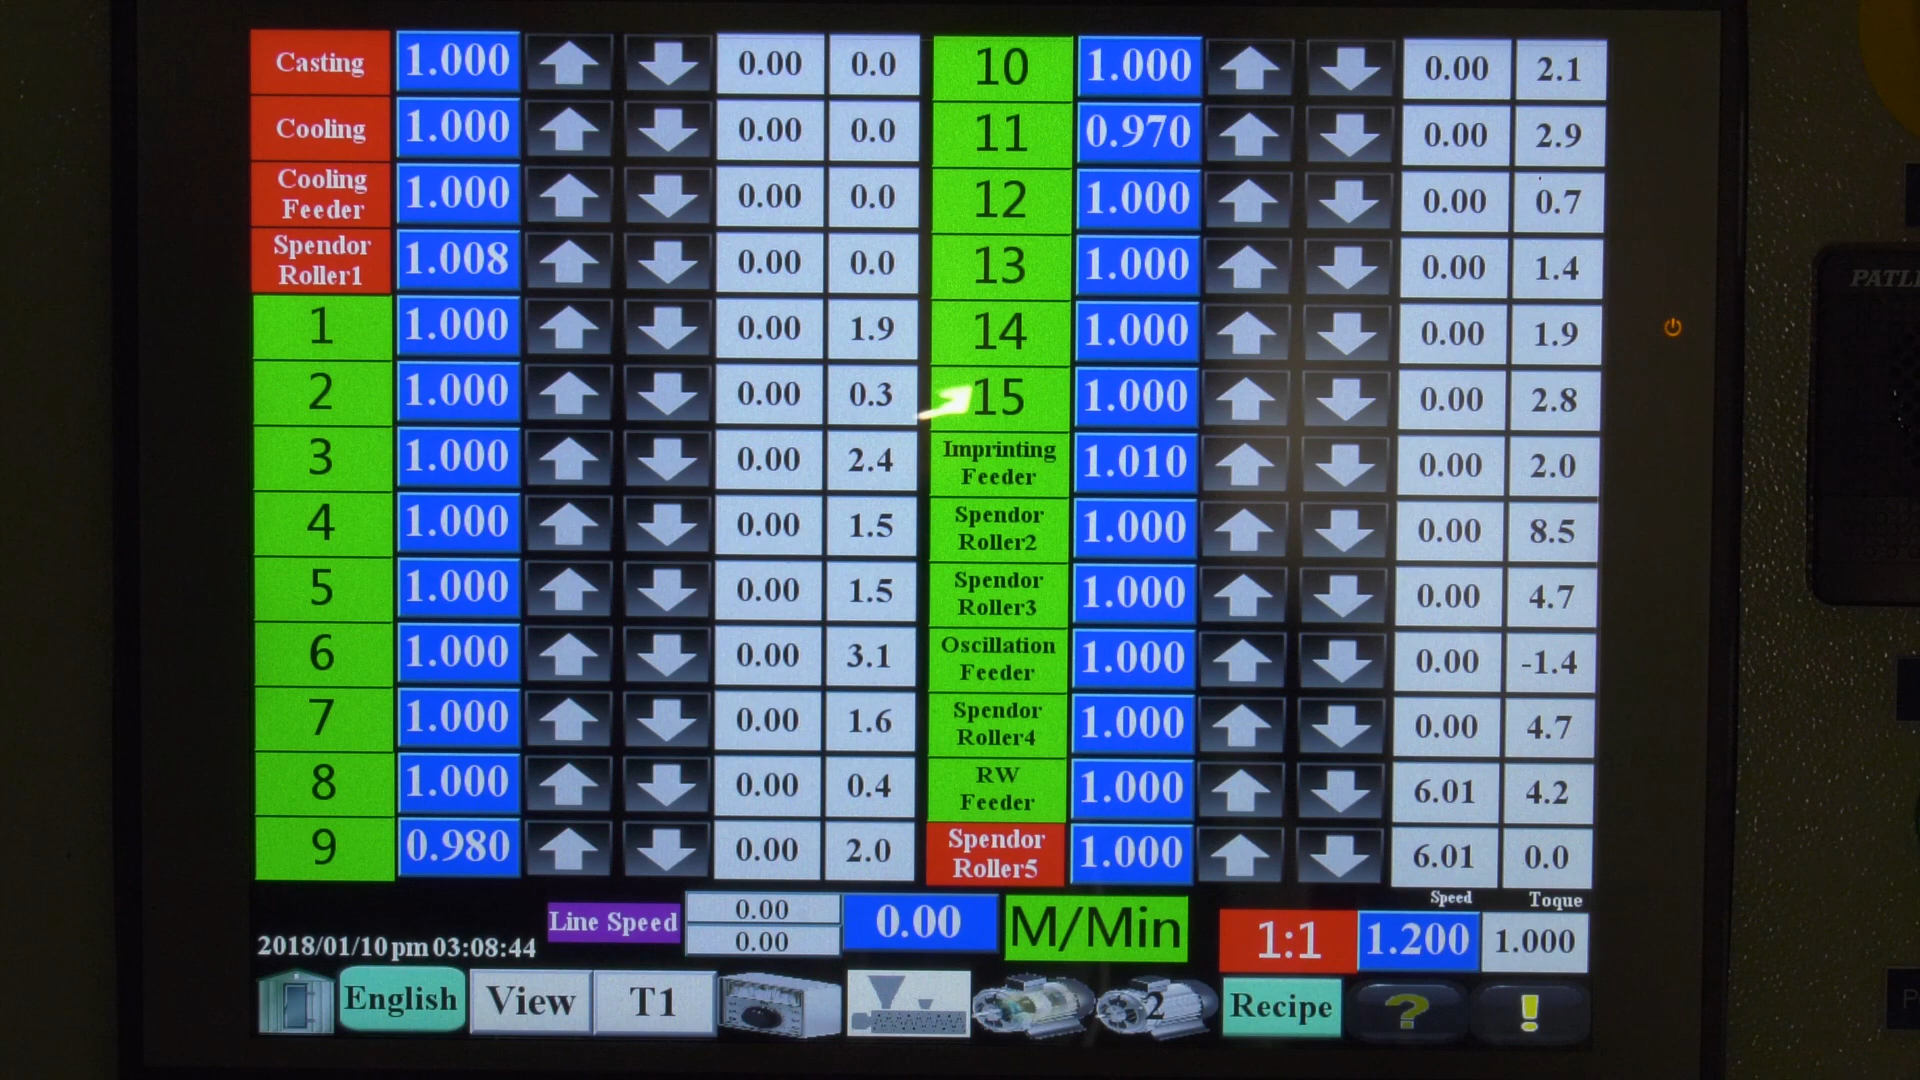 Casting 1.000 0.00 0.0
Cooling 1.000 0.00 0.0
Cooling Feeder 1.000 0.00 0.0
Spendor Roller1 1.008 0.00 0.0
1 1.000 0.00 1.9
2 1.000 0.00 0.3
3 1.000 0.00 2.4
4 1.000 0.00 1.5
5 1.000 0.00 1.5
6 1.000 0.00 3.1
7 1.000 0.00 1.6
8 1.000 0.00 0.4
9 0.980 0.00 2.0
10 1.000 0.00 2.1
11 0.970 0.00 2.9
12 1.000 0.00 0.7
13 1.000 0.00 1.4
14 1.000 0.00 1.9
15 1.000 0.00 2.8
Imprinting Feeder 1.010 0.00 2.0
Spendor Roller2 1.000 0.00 8.5
Spendor Roller3 1.000 0.00 4.7
Oscillation Feeder 1.000 0.00 -1.4
Spendor Roller4 1.000 0.00 4.7
RW Feeder 1.000 6.01 4.2
Spendor Roller5 1.000 6.01 0.0
Speed Toque
Line Speed 0.00 0.00 M/Min 1:1 1.200 1.000
0.00
2018/01/10 pm 03:08:44
English View T1 2 Recipe ? !